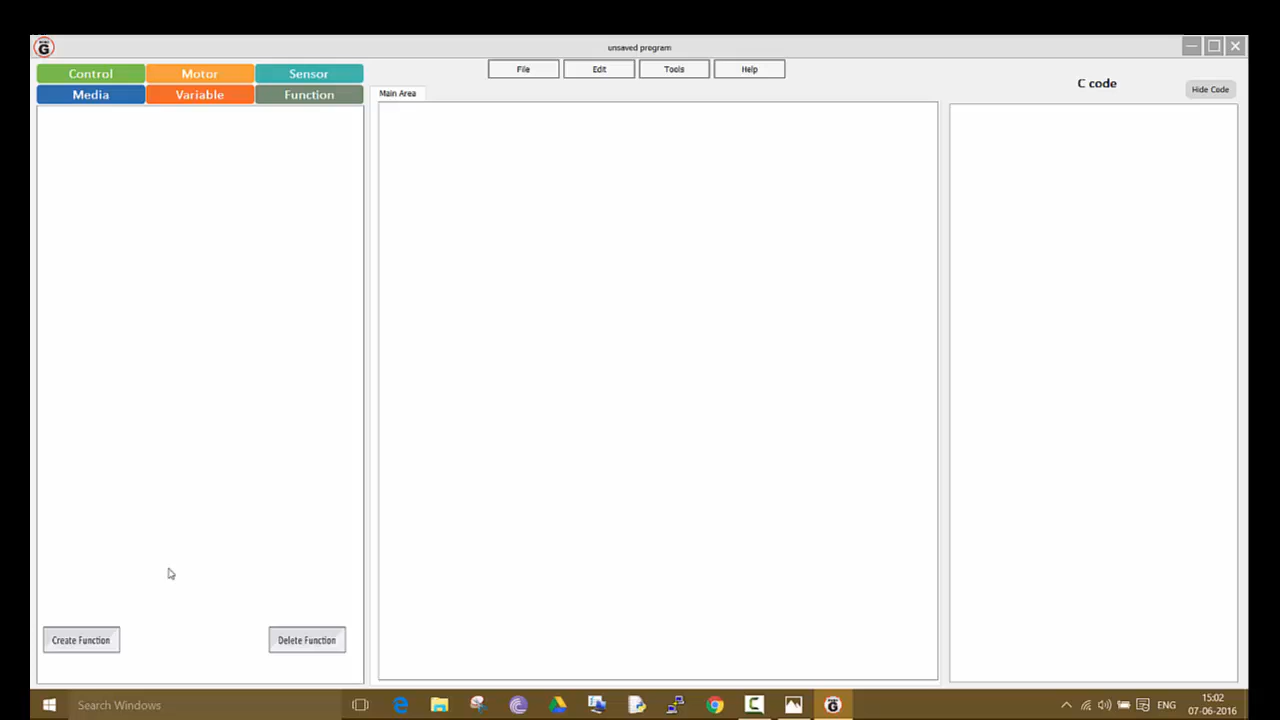 G
unsaved program
Control Motor Sensor
Media Variable Function
File Edit Tools Help
Main Area
C code
Hide Code
Create Function Delete Function
Search Windows
ENG
15:02
07-06-2016